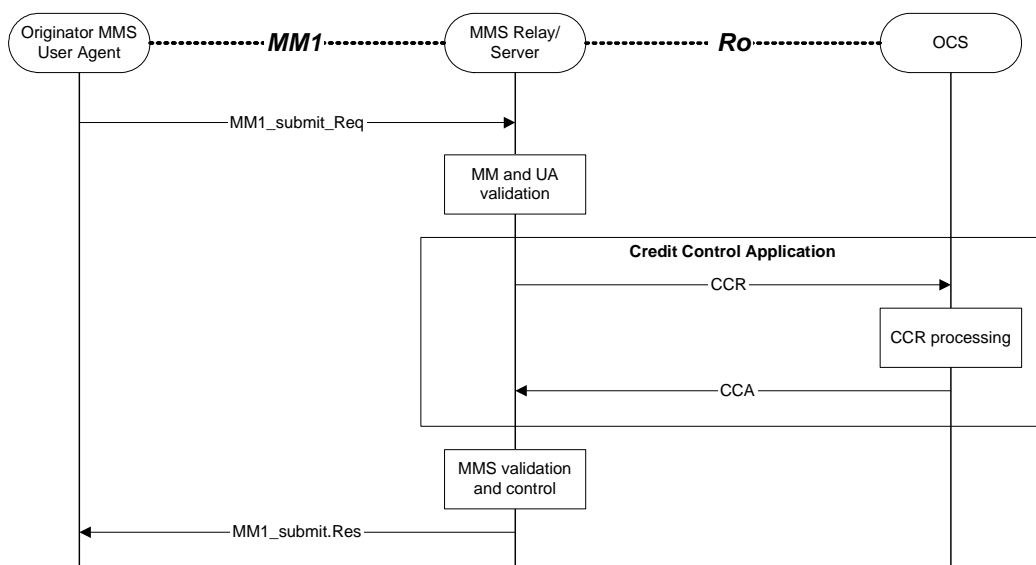 Originator MMS
User Agent
MM1
MMS Relay/
Server
Ro
OCS
MM1_submit_Req
MM and UA
validation
Credit Control Application
CCR
CCR processing
CCA
MMS validation
and control
MM1_submit.Res